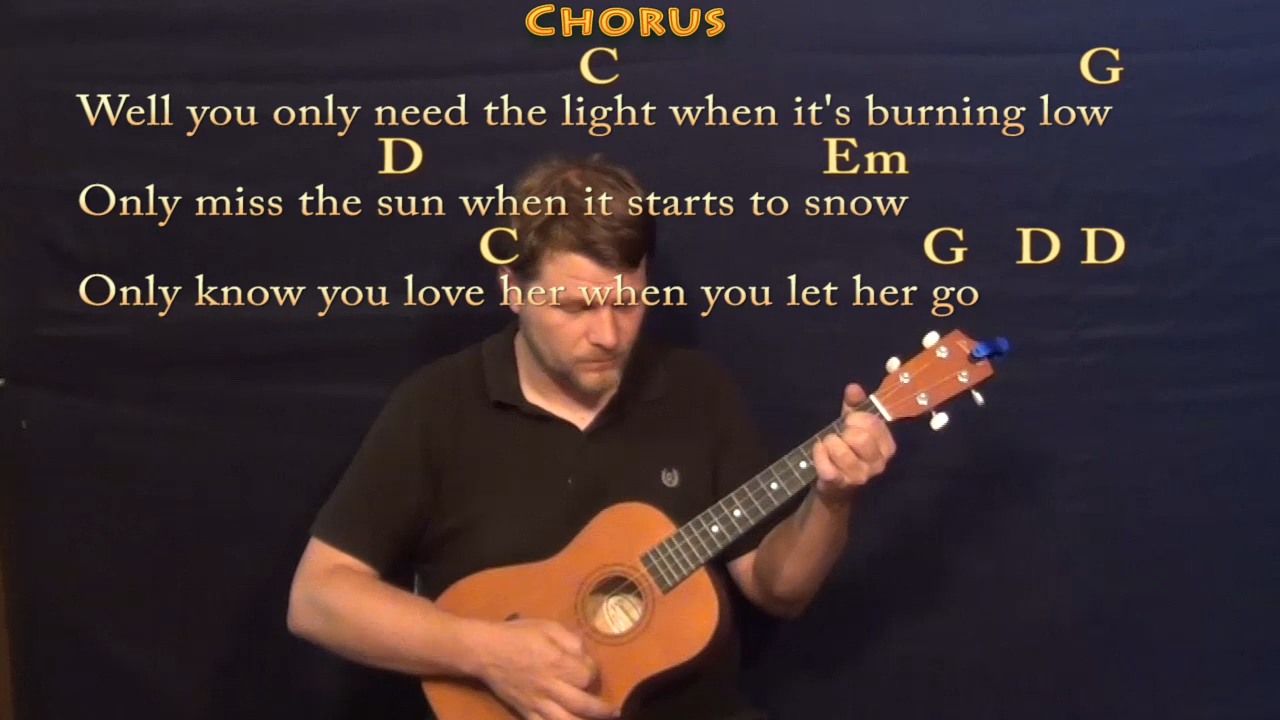 CHORUS
C G
Well you only need the light when it's burning low
D Em
Only miss the sun when it starts to snow
C G D D
Only know you love her when you let her go